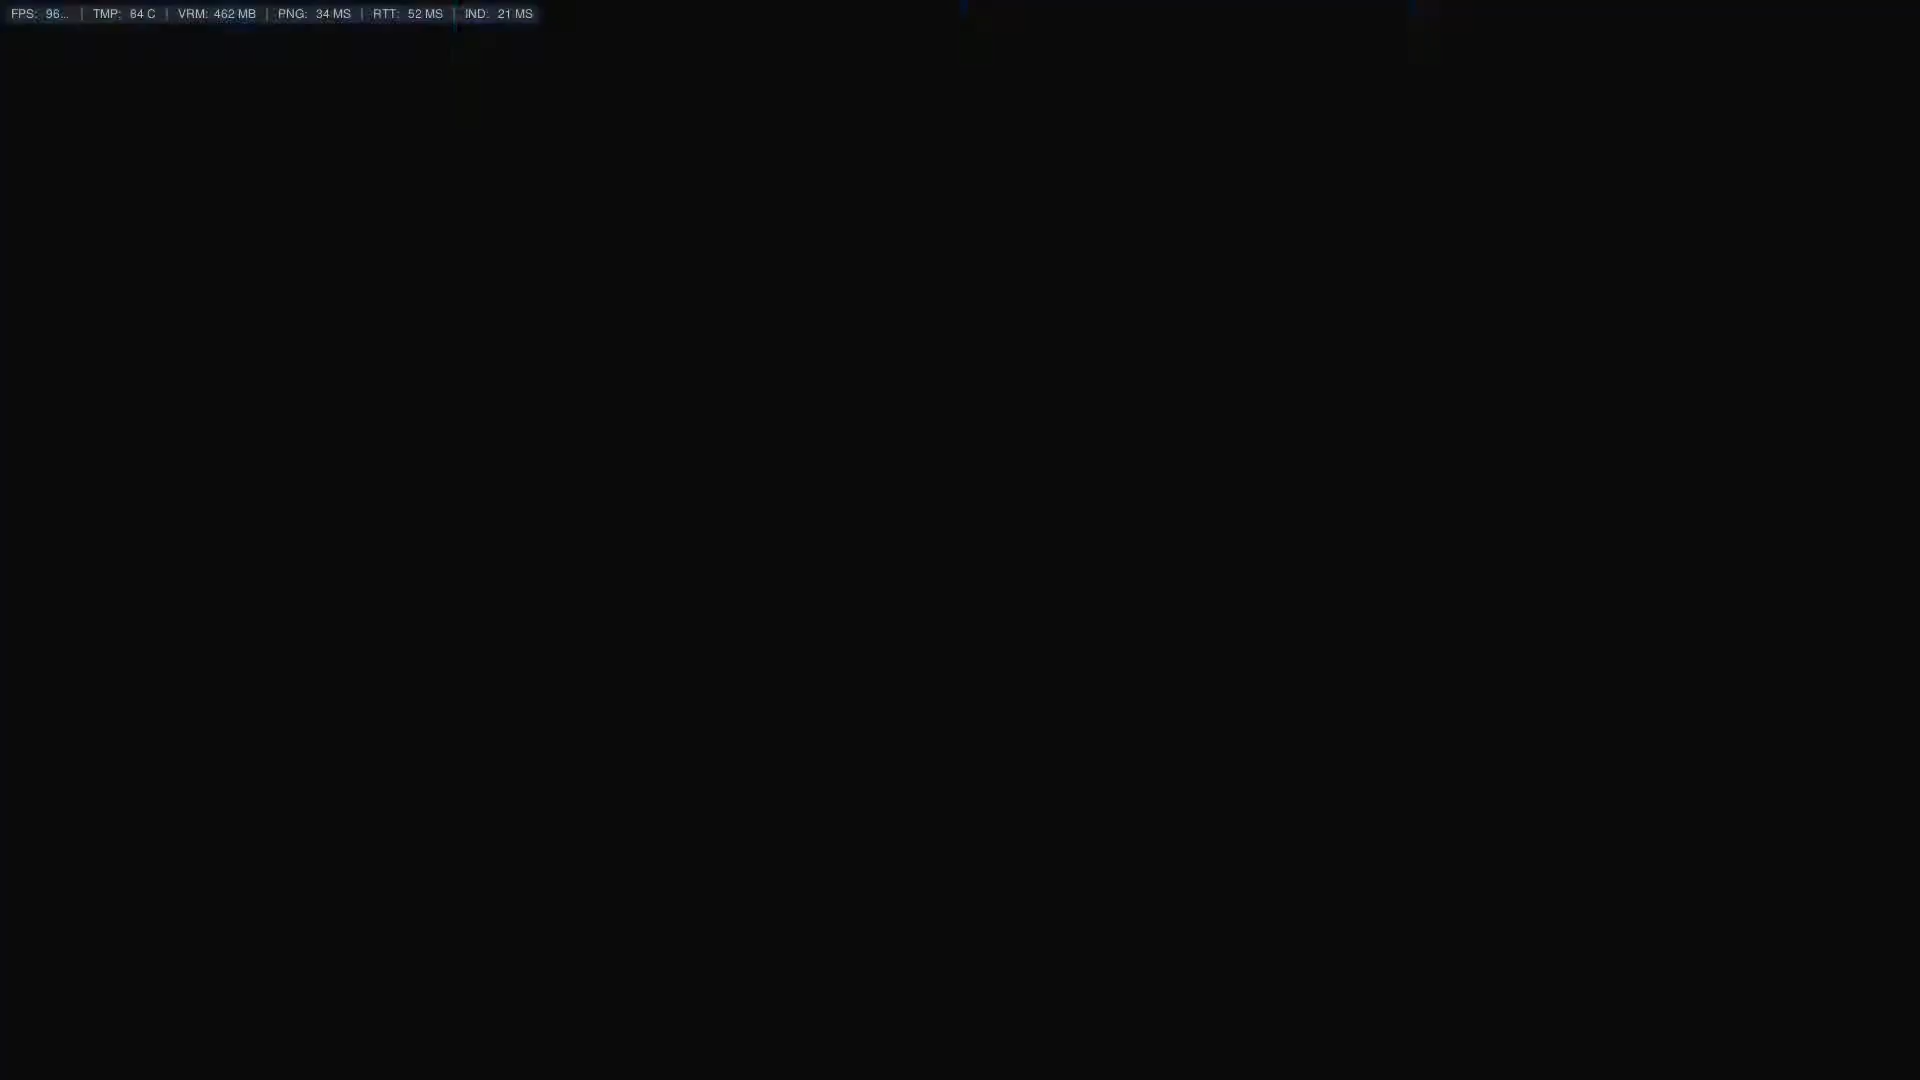 FPS: 96... | TMP: 84 C | VRM: 462 MB | PNG: 34 MS | RTT: 52 MS | IND: 21 MS